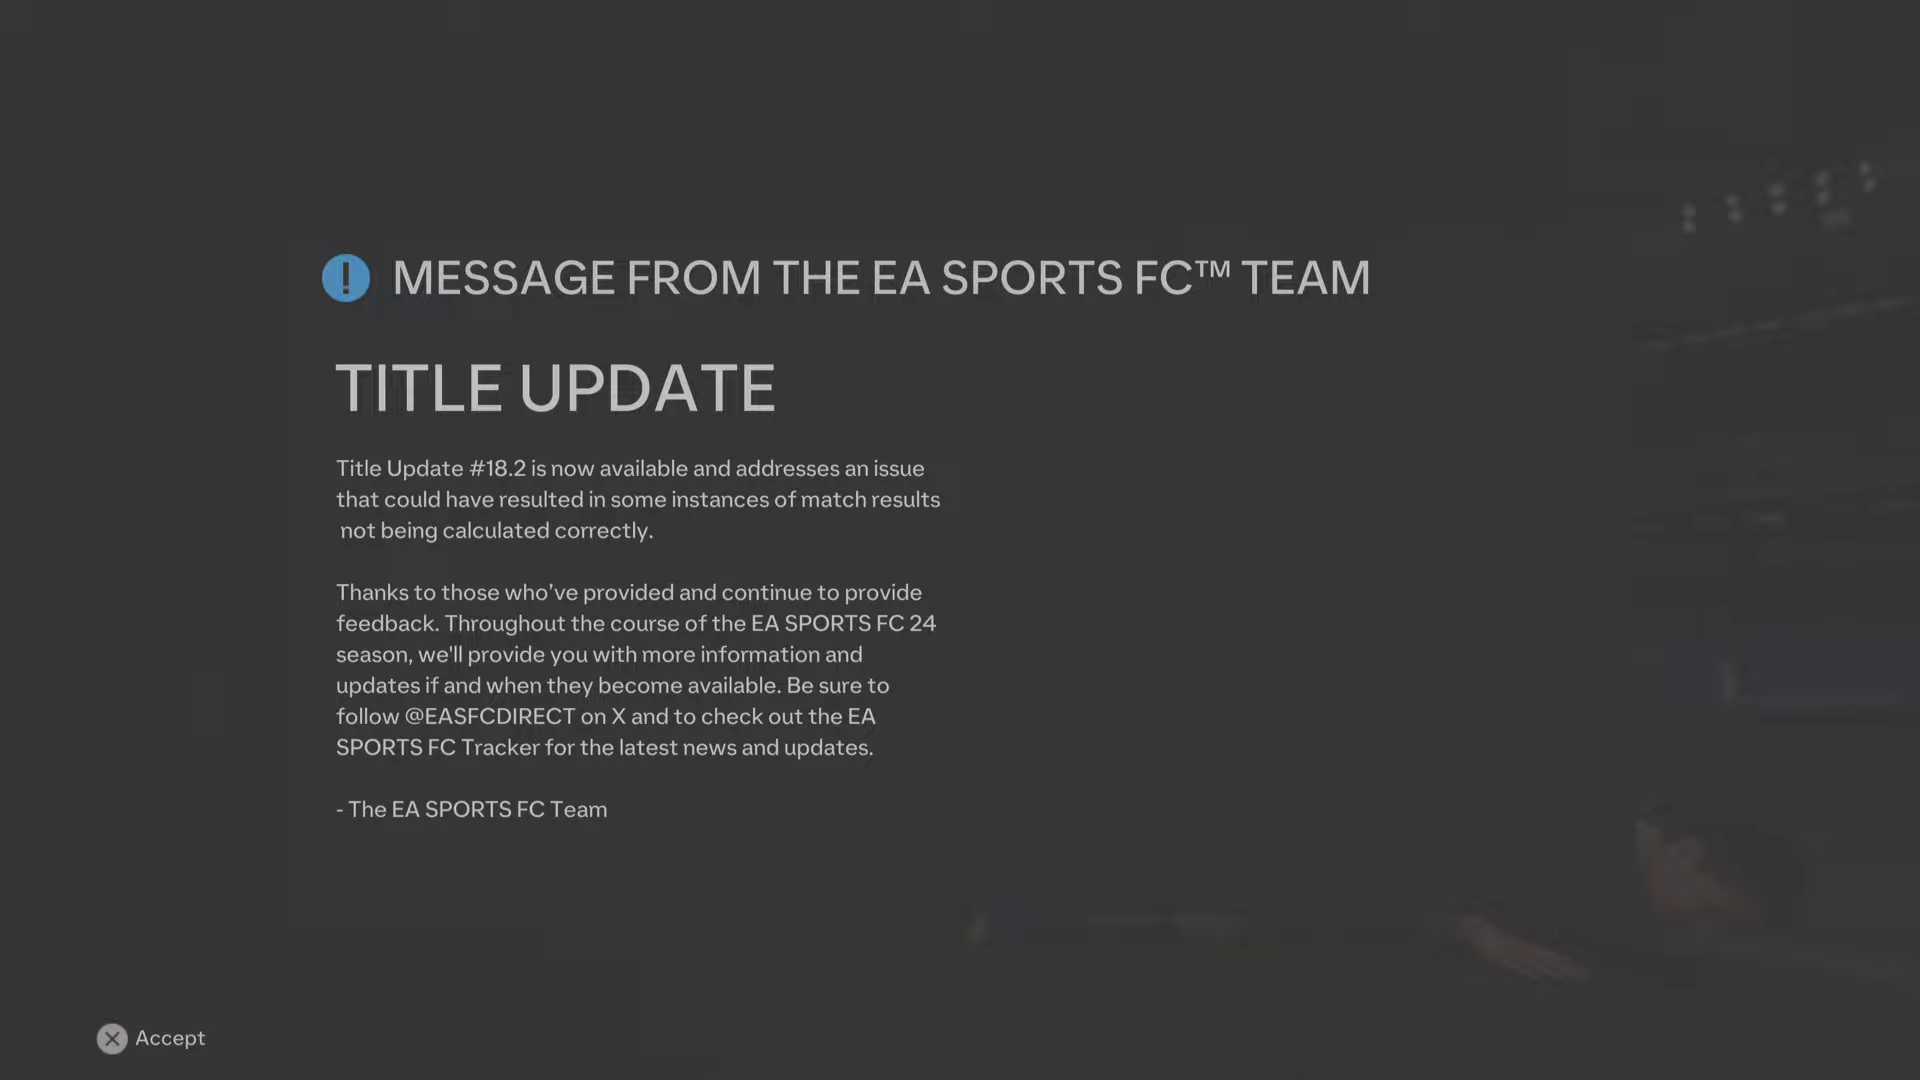 MESSAGE FROM THE EA SPORTS FC™ TEAM
TITLE UPDATE
Title Update #18.2 is now available and addresses an issue
that could have resulted in some instances of match results
not being calculated correctly.
Thanks to those who’ve provided and continue to provide
feedback. Throughout the course of the EA SPORTS FC 24
season, we'll provide you with more information and
updates if and when they become available. Be sure to
follow @EASFCDIRECT on X and to check out the EA
SPORTS FC Tracker for the latest news and updates.
- The EA SPORTS FC Team
Accept